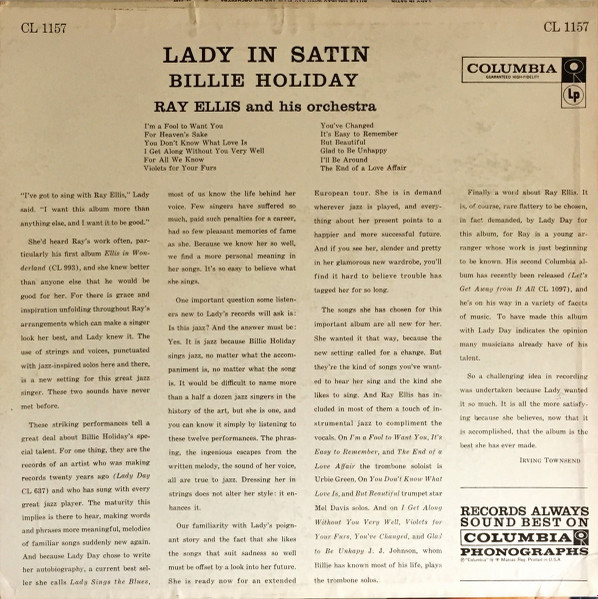 CL 1157
CL 1157
LADY IN SATIN
BILLIE HOLIDAY
RAY ELLIS and his orchestra
COLUMBIA
GUARANTEED HIGH-FIDELITY
Lp
I'm a Fool to Want You
For Heaven's Sake
You Don't Know What Love Is
I Get Along Without You Very Well
For All We Know
Violets for Your Furs
You've Changed
It's Easy to Remember
But Beautiful
Glad to Be Unhappy
I'll Be Around
The End of a Love Affair
"I've got to sing with Ray Ellis," Lady
said. "I want this album more than
anything else, and I want it to be good."
She'd heard Ray's work often, par-
ticularly his first album Ellis in Won-
derland (CL 993), and she knew better
than anyone else that he would be
good for her. For there is grace and
inspiration unfolding throughout Ray's
arrangements which can make a singer
look her best, and Lady knew it. The
use of strings and voices, punctuated
with jazz-inspired solos here and there,
is a new setting for this great jazz
singer. These two sounds have never
met before.
These striking performances tell a
great deal about Billie Holiday's spe-
cial talent. For one thing, they are the
records of an artist who was making
records twenty years ago (Lady Day
CL 637) and who has sung with every
great jazz player. The maturity this
implies is there to hear, making words
and phrases more meaningful, melodies
of familiar songs suddenly new again.
And because Lady Day chose to write
her autobiography, a current best sel-
ler she calls Lady Sings the Blues,
most of us know the life behind her
voice. Few singers have suffered so
much, paid such penalties for a career,
had so few pleasant memories of fame
as she. Because we know her so well,
we find a more personal meaning in
her songs. It's so easy to believe what
she sings.
One important question some listen-
ers new to Lady's records will ask is:
Is this jazz? And the answer must be:
Yes. It is jazz because Billie Holiday
sings jazz, no matter what the accom-
paniment is, no matter what the song
is. It would be difficult to name more
than a half a dozen jazz singers in the
history of the art, but she is one, and
you can know it simply by listening to
these twelve performances. The phras-
ing, the ingenious escapes from the
written melody, the sound of her voice,
all are true to jazz. Dressing her in
strings does not alter her style: it en-
hances it.
Our familiarity with Lady's poign-
ant story and the fact that she likes
the songs that suit sadness so well
must be offset by a look into her future.
She is ready now for an extended
European tour. She is in demand
wherever jazz is played, and every-
thing about her present points to a
happier and more successful future.
And if you see her, slender and pretty
in her glamorous new wardrobe, you'll
find it hard to believe trouble has
tagged her for so long.
The songs she has chosen for this
important album are all new for her.
She wanted it that way, because the
new setting called for a change. But
they're the kind of songs you've want-
ed to hear her sing and the kind she
likes to sing. And Ray Ellis has in-
cluded in most of them a touch of in-
strumental jazz to compliment the
vocals. On I'm a Fool to Want You, It's
Easy to Remember, and The End of a
Love Affair the trombone soloist is
Urbie Green, On You Don't Know What
Love Is, and But Beautiful trumpet star
Mel Davis solos. And on I Get Along
Without You Very Well, Violets for
Your Furs, You've Changed, and Glad
to Be Unhappy J. J. Johnson, whom
Billie has known most of his life, plays
the trombone solos.
Finally a word about Ray Ellis. It
is, of course, rare flattery to be chosen,
in fact demanded, by Lady Day for
this album, for Ray is a young ar-
ranger whose work is just beginning
to be known. His second Columbia al-
bum has recently been released (Let's
Get Away from It All CL 1097), and
he's on his way in a variety of facets
of music. To have made this album
with Lady Day indicates the opinion
many musicians already have of his
talent.
So a challenging idea in recording
was undertaken because Lady wanted
it so much. It is all the more satisfy-
ing because she believes, now that it
is accomplished, that the album is the
best she has ever made.
IRVING TOWNSEND
RECORDS ALWAYS
SOUND BEST ON
COLUMBIA
PHONOGRAPHS
® "Columbia" Marcas Reg. Printed in U.S.A.